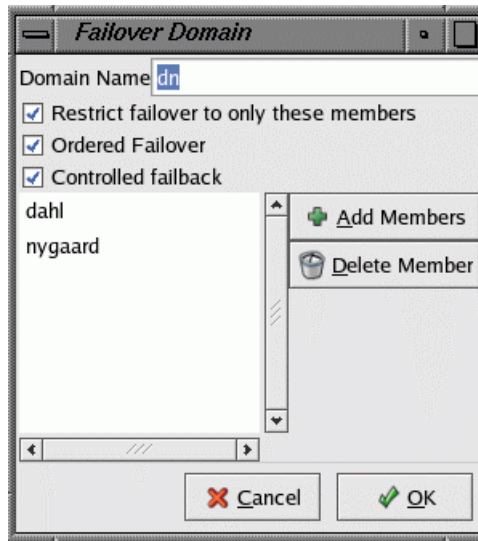 Failover Domain
Domain Name dn
Restrict failover to only these members
Ordered Failover
Controlled failback
dahl
nygaard
Add Members
Delete Member
Cancel
OK